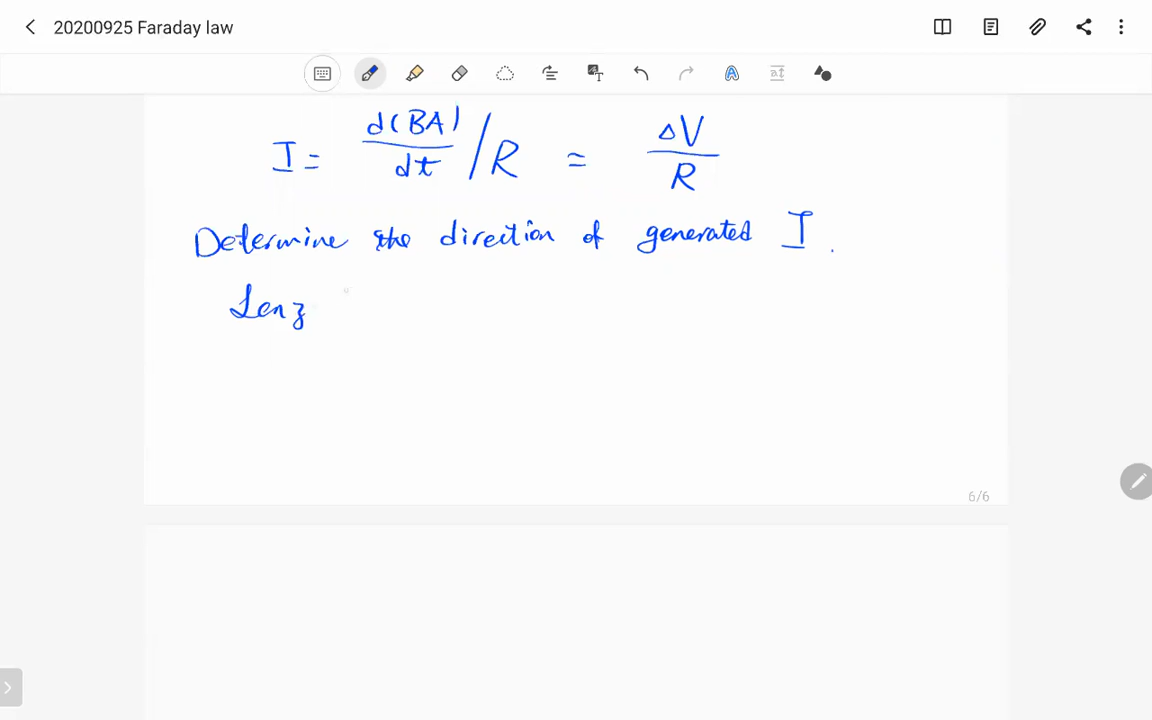 20200925 Faraday law
I = d(BA)/dt / R = ΔV/R
Determine the direction of generated I.
Lenz
6/6